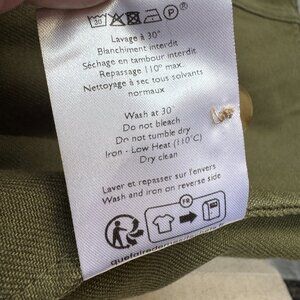 Lavage à 30°
Blanchiment interdit
Séchage en tambour interdit
Repassage 110° max.
Nettoyage à sec tous solvants
normaux
Wash at 30°
Do not bleach
Do not tumble dry
Iron - Low Heat (110°C)
Dry clean
Laver et repasser sur l'envers
Wash and iron on reverse side
FR